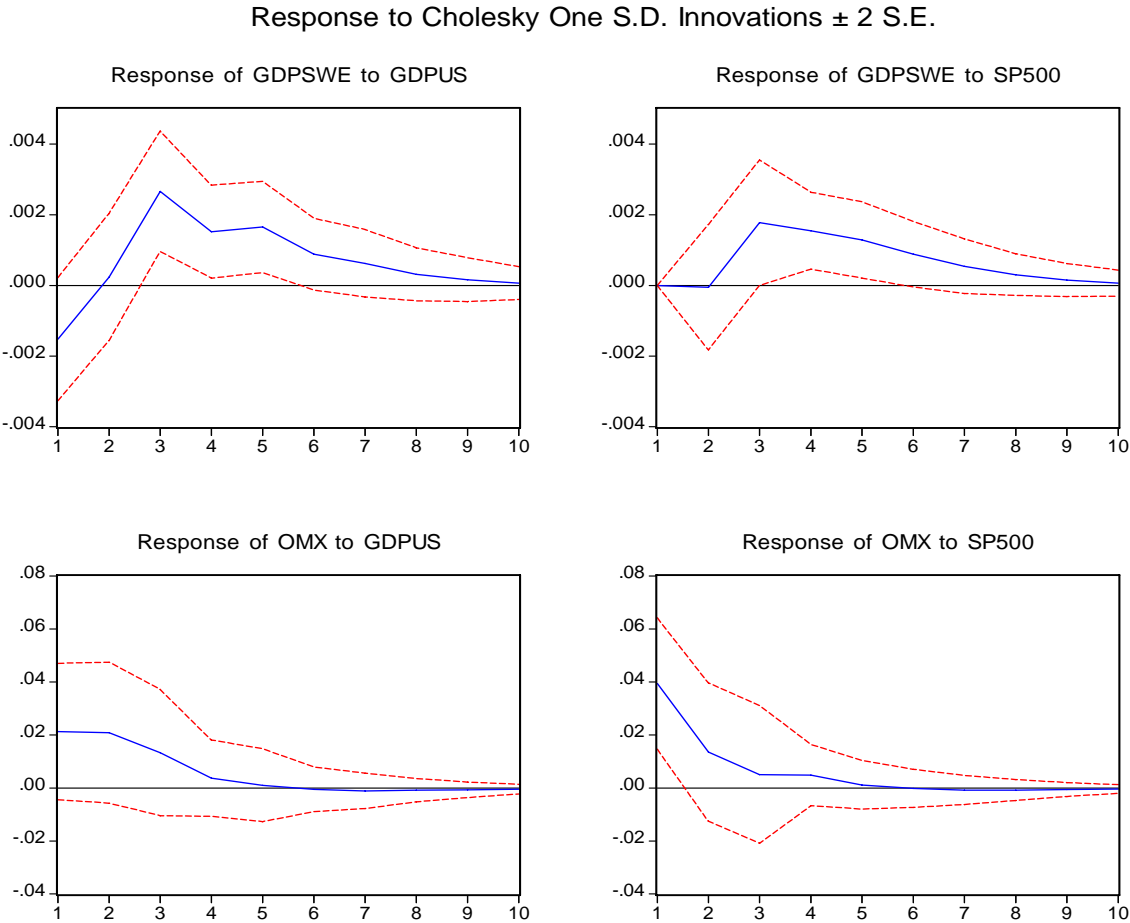 Response to Cholesky One S.D. Innovations ± 2 S.E.
Response of GDPSWE to GDPUS
.004
.002
.000
-.002
-.004
1 2 3 4 5 6 7 8 9 10
Response of GDPSWE to SP500
.004
.002
.000
-.002
-.004
1 2 3 4 5 6 7 8 9 10
Response of OMX to GDPUS
.08
.06
.04
.02
.00
-.02
-.04
1 2 3 4 5 6 7 8 9 10
Response of OMX to SP500
.08
.06
.04
.02
.00
-.02
-.04
1 2 3 4 5 6 7 8 9 10